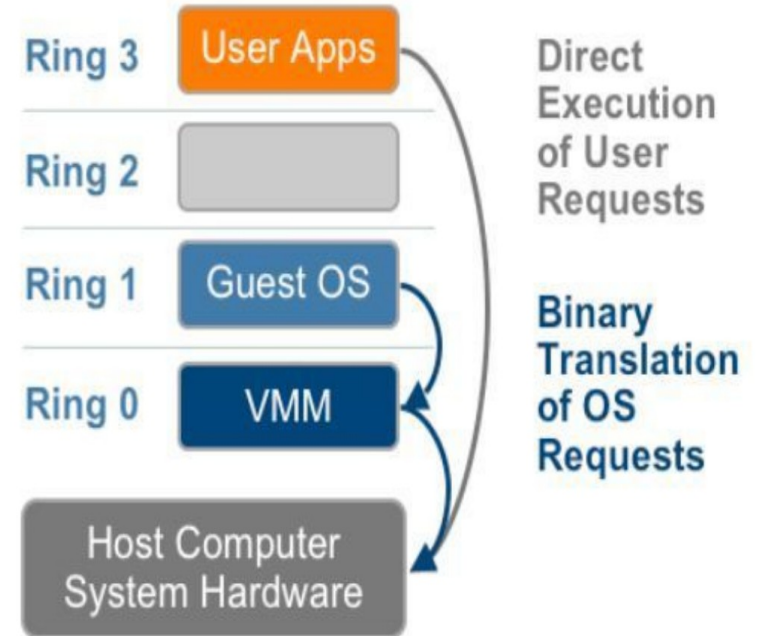 Ring 3
User Apps
Ring 2
Ring 1
Guest OS
Ring 0
VMM
Host Computer
System Hardware
Direct
Execution
of User
Requests
Binary
Translation
of OS
Requests